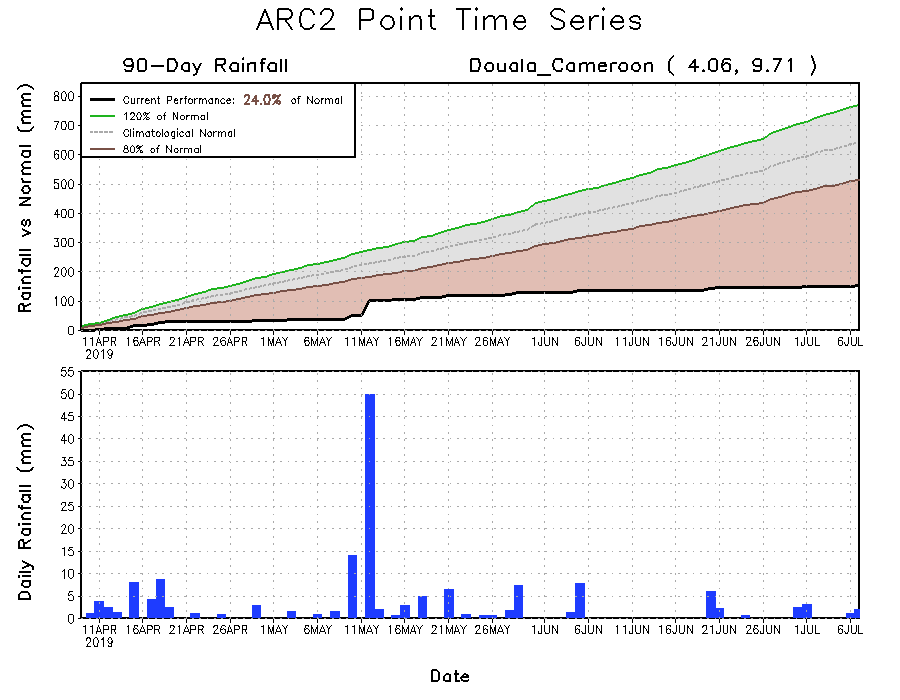 ARC2 Point Time Series
90-Day Rainfall
Douala_Cameroon ( 4.06, 9.71 )
Rainfall vs Normal (mm)
800
700
600
500
400
300
200
100
0
Current Performance: 24.0% of Normal
120% of Normal
Climatological Normal
80% of Normal
11APR 16APR 21APR 26APR 1MAY 6MAY 11MAY 16MAY 21MAY 26MAY 1JUN 6JUN 11JUN 16JUN 21JUN 26JUN 1JUL 6JUL
2019
Daily Rainfall (mm)
55
50
45
40
35
30
25
20
15
10
5
0
11APR 16APR 21APR 26APR 1MAY 6MAY 11MAY 16MAY 21MAY 26MAY 1JUN 6JUN 11JUN 16JUN 21JUN 26JUN 1JUL 6JUL
2019
Date